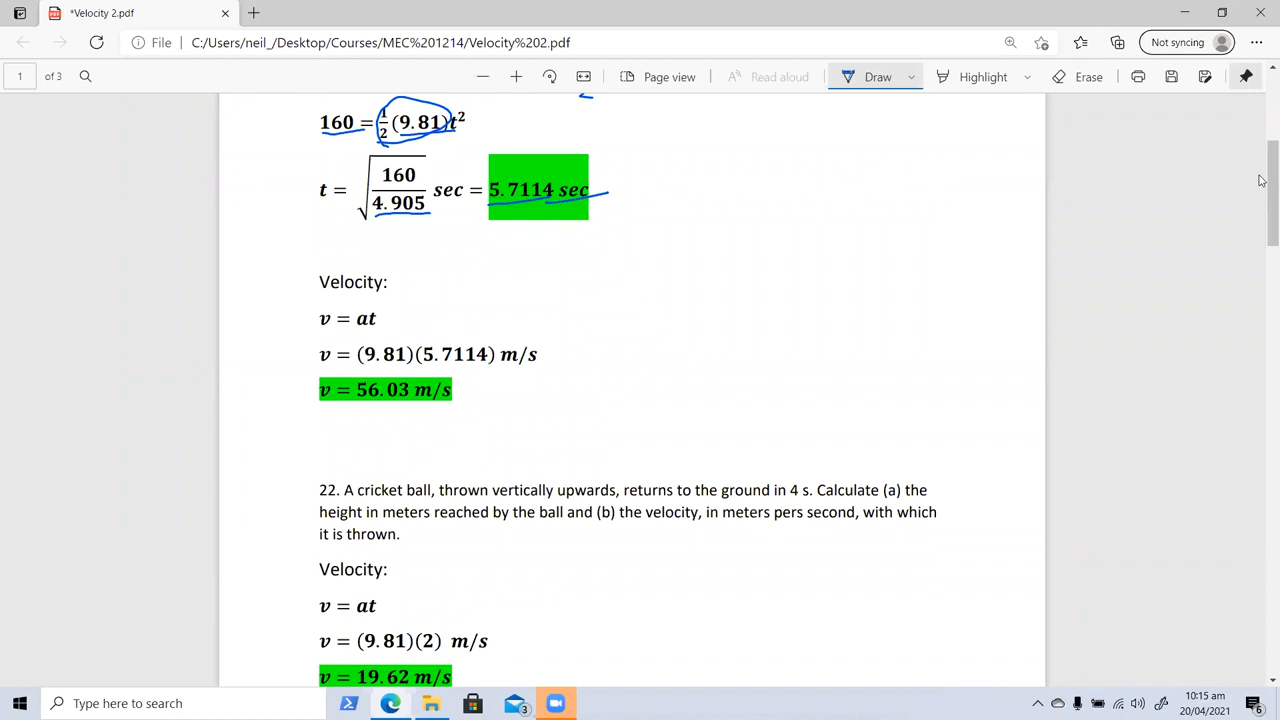 *Velocity 2.pdf
File C:/Users/neil_/Desktop/Courses/MEC%201214/Velocity%202.pdf
Not syncing
1 of 3
Page view
Read aloud
Draw
Highlight
Erase
160 = 1/2 (9.81)t²
t = √(160/4.905) sec = 5.7114 sec
Velocity:
v = at
v = (9.81)(5.7114) m/s
v = 56.03 m/s
22. A cricket ball, thrown vertically upwards, returns to the ground in 4 s. Calculate (a) the
height in meters reached by the ball and (b) the velocity, in meters pers second, with which
it is thrown.
Velocity:
v = at
v = (9.81)(2) m/s
v = 19.62 m/s
Type here to search
3
10:15 am
20/04/2021
6